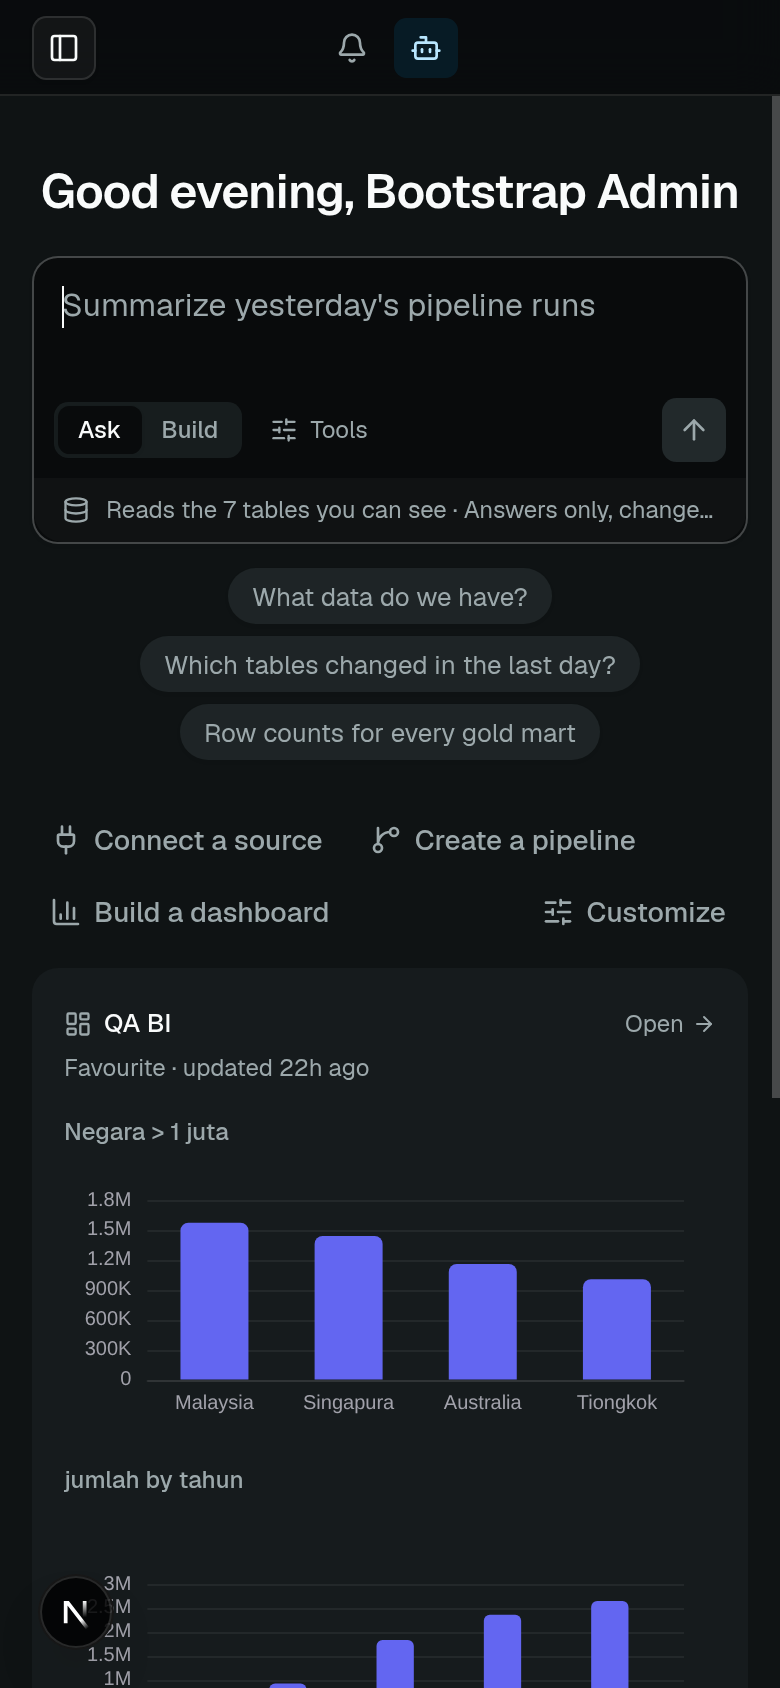 Good evening, Bootstrap Admin
Summarize yesterday's pipeline runs
Ask
Build
Tools
Reads the 7 tables you can see · Answers only, change...
What data do we have?
Which tables changed in the last day?
Row counts for every gold mart
Connect a source
Create a pipeline
Build a dashboard
Customize
QA BI
Open
Favourite · updated 22h ago
Negara > 1 juta
1.8M
1.5M
1.2M
900K
600K
300K
0
Malaysia
Singapura
Australia
Tiongkok
jumlah by tahun
3M
2.5M
2M
1.5M
1M
N